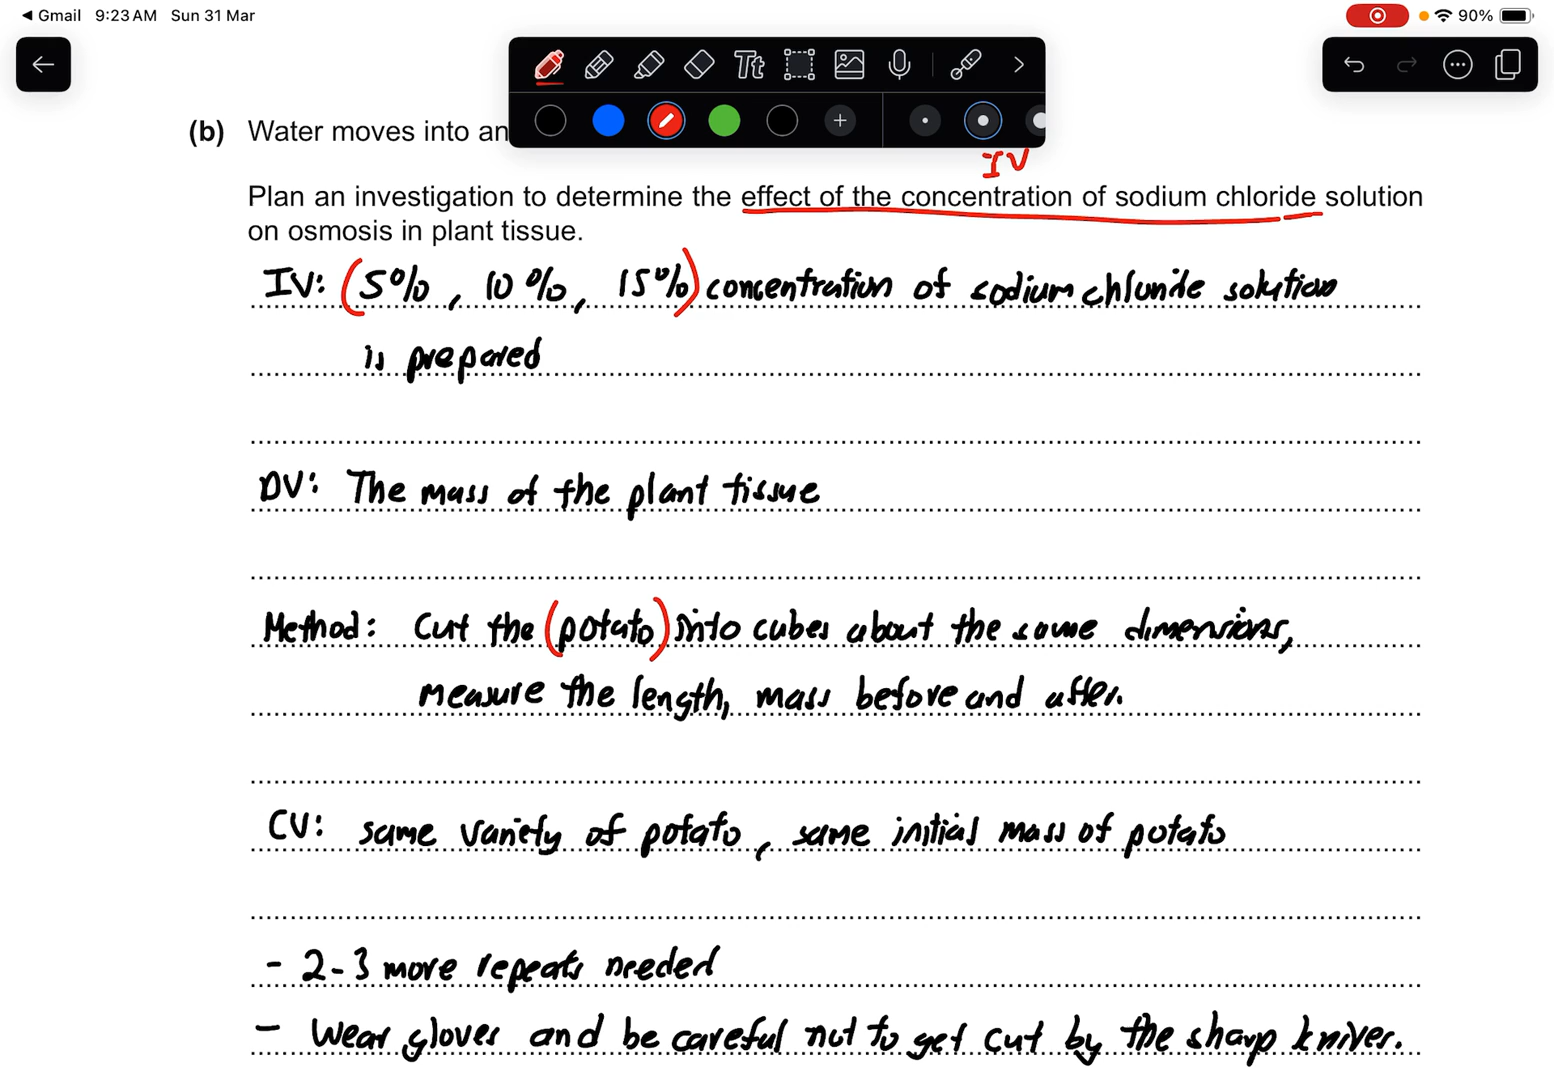 Gmail 9:23 AM Sun 31 Mar
90%
Tt
(b) Water moves into an
IV
Plan an investigation to determine the effect of the concentration of sodium chloride solution
on osmosis in plant tissue.
IV: (5%, 10%, 15%) concentration of sodium chloride solution
is prepared
DV: The mass of the plant tissue
Method: Cut the (potato) into cubes about the same dimensions,
measure the length, mass before and after.
CV: same variety of potato, same initial mass of potato
- 2-3 more repeats needed
- Wear gloves and be careful not to get cut by the sharp knives.